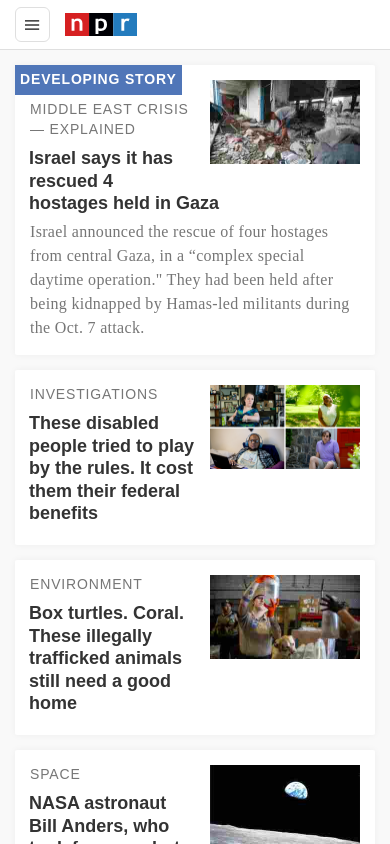 npr
DEVELOPING STORY
MIDDLE EAST CRISIS
— EXPLAINED
Israel says it has
rescued 4
hostages held in Gaza
Israel announced the rescue of four hostages
from central Gaza, in a “complex special
daytime operation." They had been held after
being kidnapped by Hamas-led militants during
the Oct. 7 attack.
INVESTIGATIONS
These disabled
people tried to play
by the rules. It cost
them their federal
benefits
ENVIRONMENT
Box turtles. Coral.
These illegally
trafficked animals
still need a good
home
SPACE
NASA astronaut
Bill Anders, who